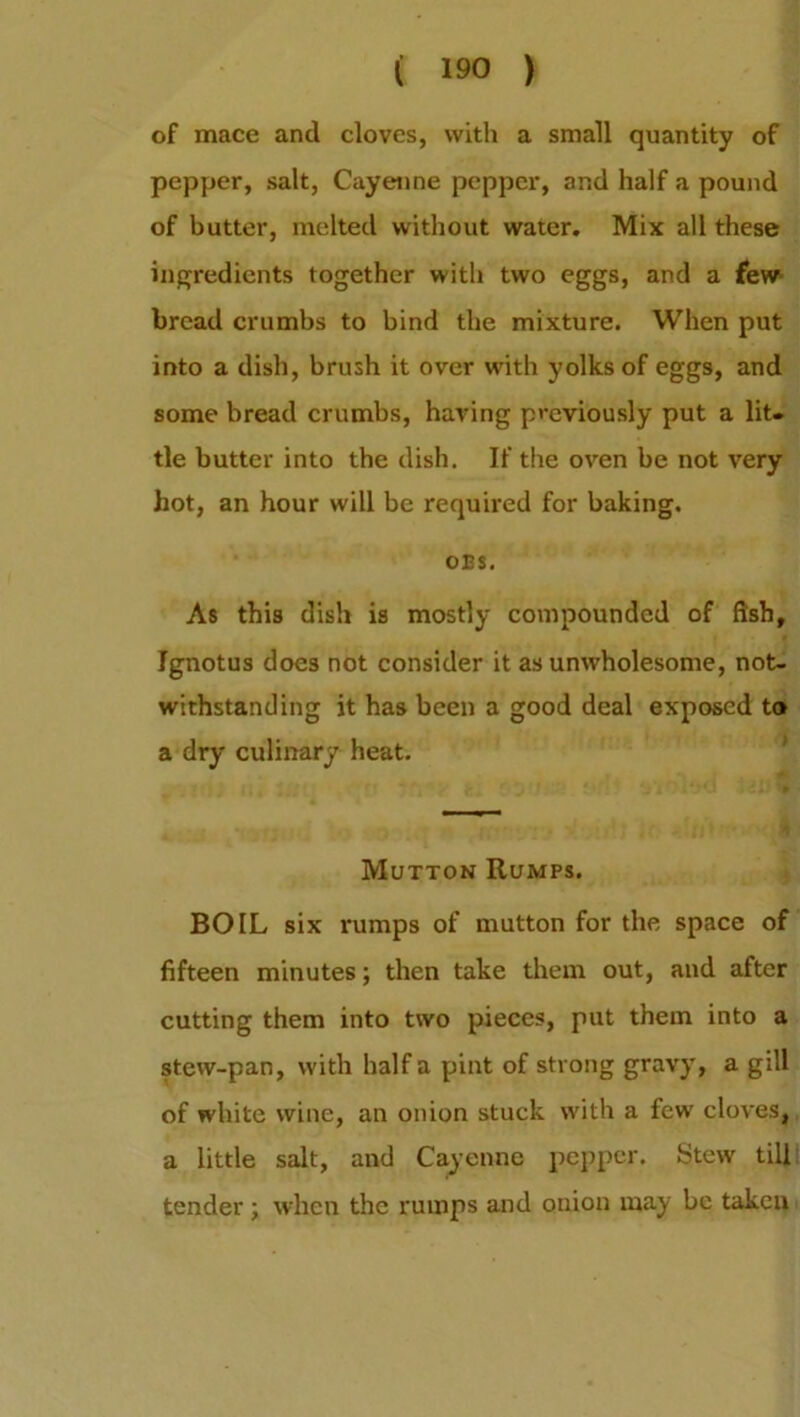 ( 190 )
of mace and cloves, with a small quantity of
pepper, salt, Cayenne pepper, and half a pound
of butter, melted without water. Mix all these
ingredients together with two eggs, and a few
bread crumbs to bind the mixture. When put
into a dish, brush it over with yolks of eggs, and
some bread crumbs, having previously put a lit-
tle butter into the dish. If the oven be not very
hot, an hour will be required for baking.
OBS.
As this dish is mostly compounded of fish,
Ignotus does not consider it as unwholesome, not-
withstanding it has been a good deal exposed to
a dry culinary heat.
MUTTON RUMPS.
BOIL six rumps of mutton for the space of
fifteen minutes; then take them out, and after
cutting them into two pieces, put them into a
stew-pan, with half a pint of strong gravy, a gill
of white wine, an onion stuck with a few cloves,
a little salt, and Cayenne pepper. Stew till
tender; when the rumps and onion may be taken